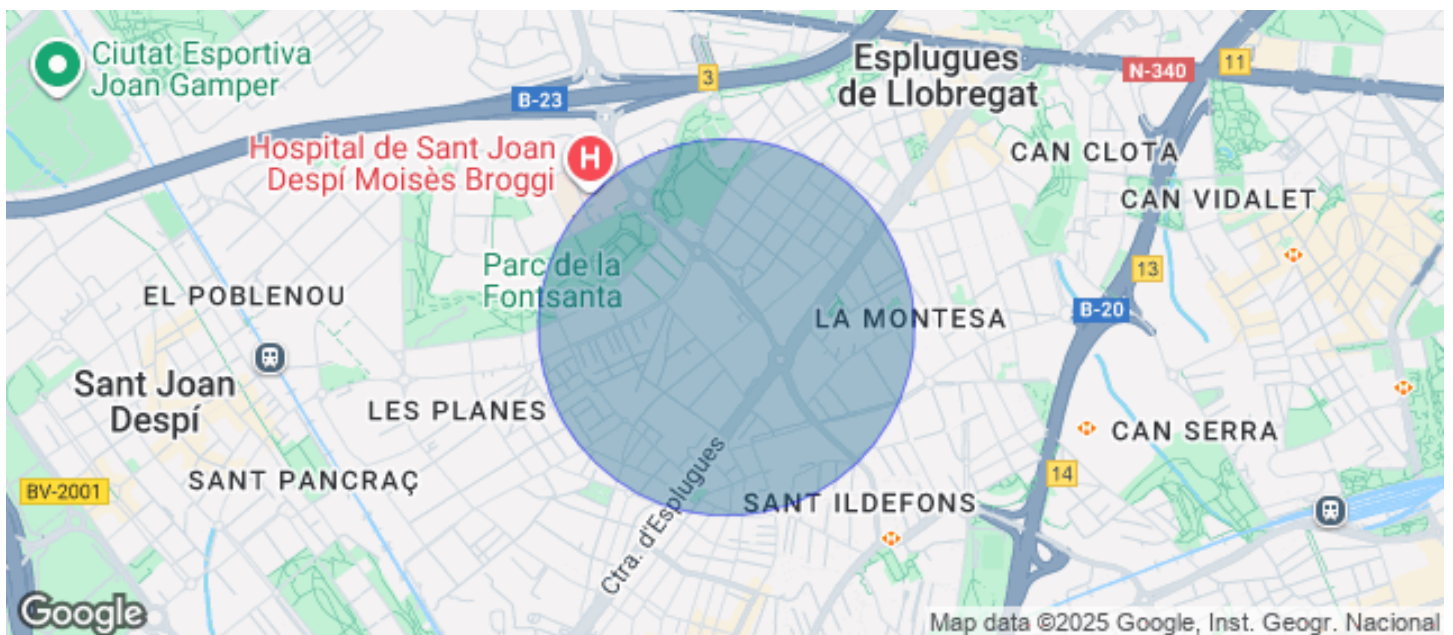 Ciutat Esportiva
Joan Gamper
B-23
3
Esplugues
de Llobregat
N-340
11
Hospital de Sant Joan
Despí Moisès Broggi
H
CAN CLOTA
CAN VIDALET
Parc de la
Fontsanta
13
EL POBLENOU
LA MONTESA
B-20
Sant Joan
Despí
LES PLANES
CAN SERRA
BV-2001
SANT PANCRAÇ
14
SANT ILDEFONS
Ctra. d'Esplugues
Google
Map data ©2025 Google, Inst. Geogr. Nacional